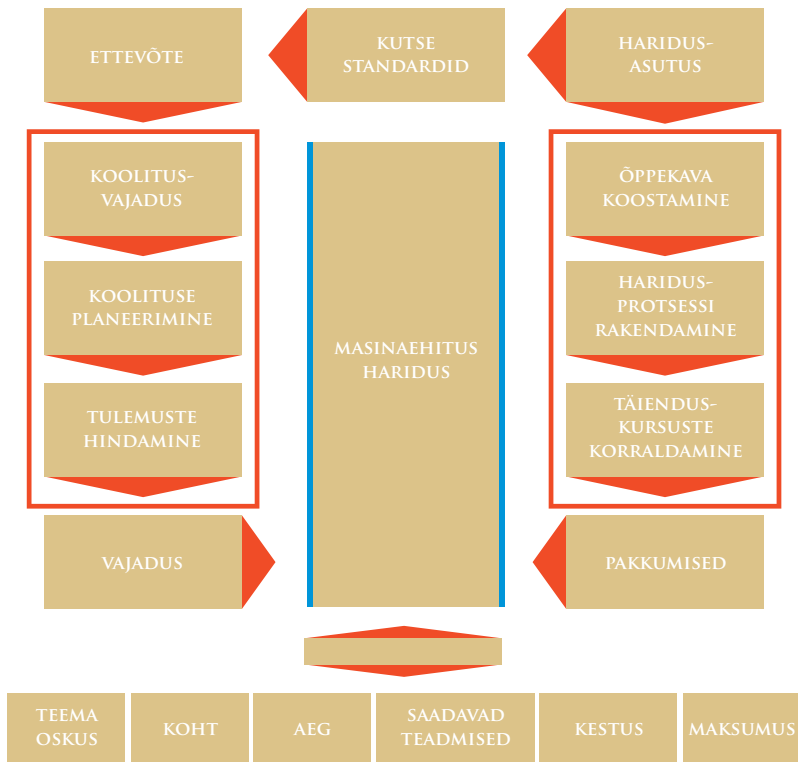 ETTEVÕTE
KUTSE
STANDARDID
HARIDUS-
ASUTUS
KOOLITUS-
VAJADUS
KOOLITUSE
PLANEERIMINE
TULEMUSTE
HINDAMINE
VAJADUS
MASINAEHITUS
HARIDUS
ÕPPEKAVA
KOOSTAMINE
HARIDUS-
PROTSESSI
RAKENDAMINE
TÄIENDUS-
KURSUSTE
KORRALDAMINE
PAKKUMISED
TEEMA
OSKUS
KOHT
AEG
SAADAVAD
TEADMISED
KESTUS
MAKSUMUS